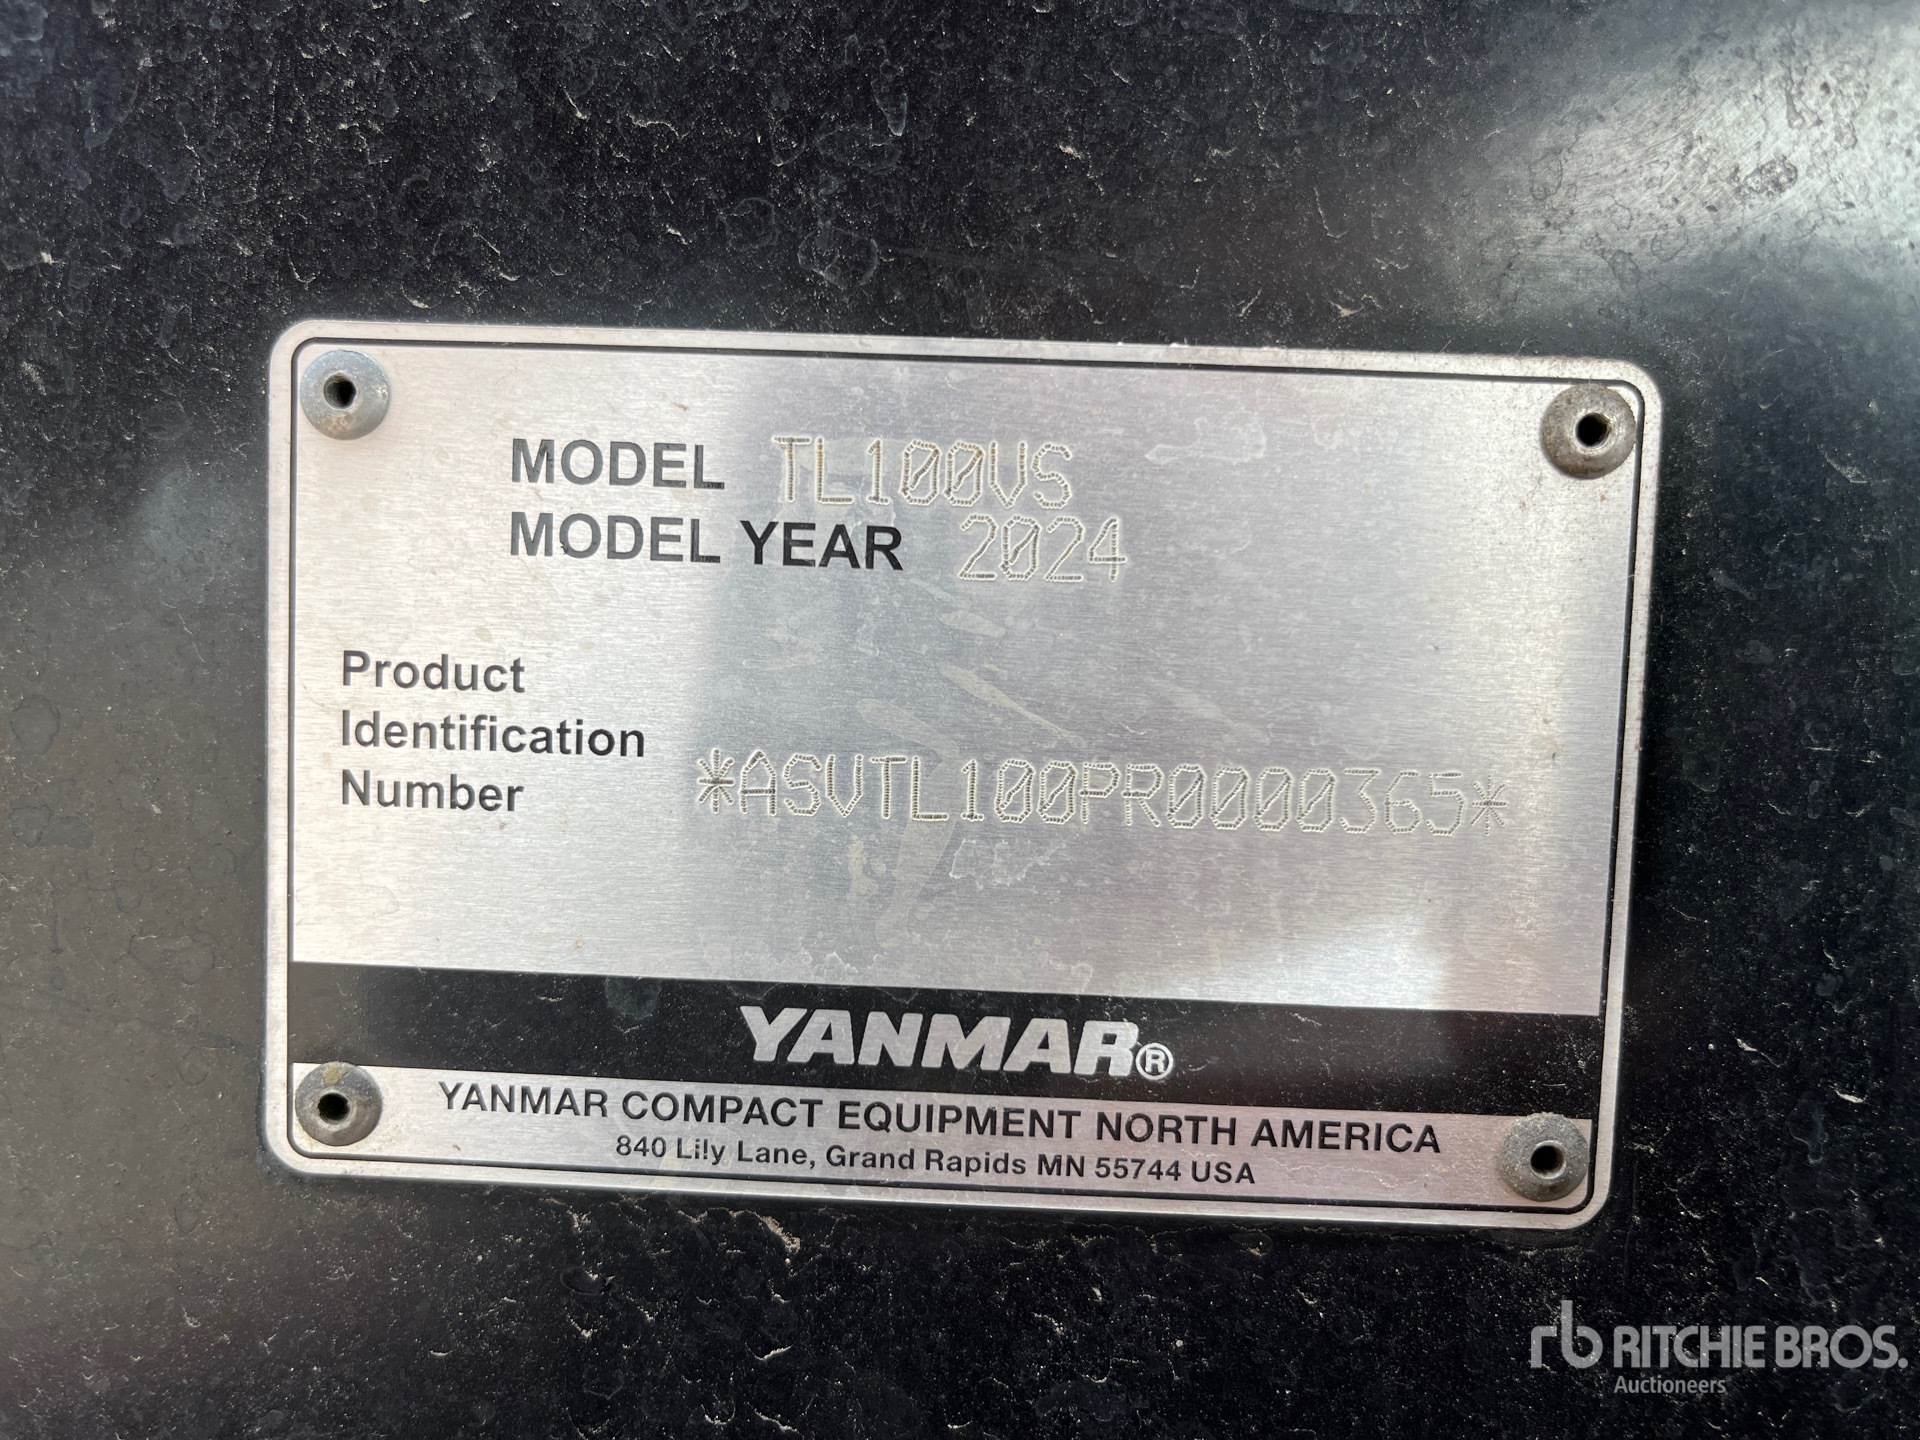 MODEL TL100VS
MODEL YEAR 2024
Product
Identification
Number *ASVTL100PR0000365*
YANMAR®
YANMAR COMPACT EQUIPMENT NORTH AMERICA
840 Lily Lane, Grand Rapids MN 55744 USA
rb RITCHIE BROS.
Auctioneers